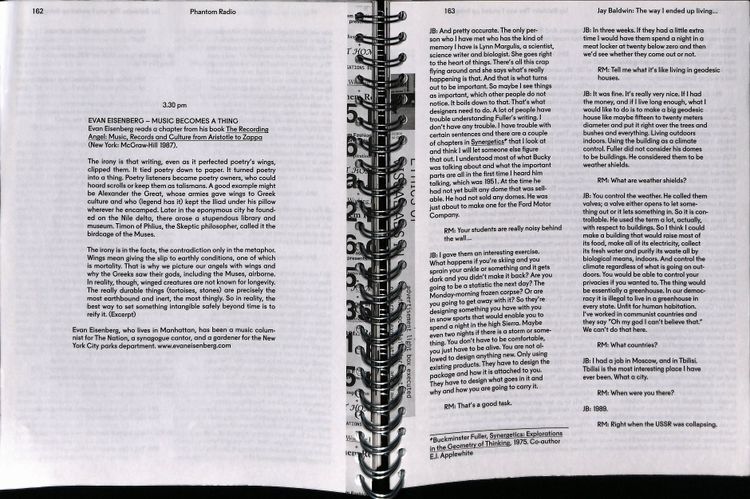 162
Phantom Radio
3.30 pm
EVAN EISENBERG – MUSIC BECOMES A THING
Evan Eisenberg reads a chapter from his book The Recording
Angel: Music, Records and Culture from Aristotle to Zappa
(New York: McGraw-Hill 1987).
The irony is that writing, even as it perfected poetry's wings,
clipped them. It tied poetry down to paper. It turned poetry
into a thing. Poetry listeners became poetry owners, who could
hoard scrolls or keep them as talismans. A good example might
be Alexander the Great, whose armies gave wings to Greek
culture and who (legend has it) kept the Iliad under his pillow
wherever he encamped. Later in the eponymous city he found-
ed on the Nile delta, there arose a stupendous library and
museum. Timon of Phlius, the Skeptic philosopher, called it the
birdcage of the Muses.
The irony is in the facts, the contradiction only in the metaphor.
Wings mean giving the slip to earthly conditions, one of which
is mortality. That is why we picture our angels with wings and
why the Greeks saw their gods, including the Muses, airborne.
In reality, though, winged creatures are not known for longevity.
The really durable things (tortoises, stones) are precisely the
most earthbound and inert, the most thingly. So in reality, the
best way to set something intangible safely beyond time is to
reify it. (Excerpt)
Evan Eisenberg, who lives in Manhattan, has been a music colum-
nist for The Nation, a synagogue cantor, and a gardener for the New
York City parks department. www.evaneisenberg.com
163
Jay Baldwin: The way I ended up living...
JB: And pretty accurate. The only per-
son who I have met who has the kind of
memory I have is Lynn Margulis, a scientist,
science writer and biologist. She goes right
to the heart of things. There's all this crap
flying around and she says what's really
happening is that. And that is what turns
out to be important. So maybe I see things
as important, which other people do not
notice. It boils down to that. That's what
designers need to do. A lot of people have
trouble understanding Fuller's writing. I
don't have any trouble. I have trouble with
certain sentences and there are a couple
of chapters in Synergetics* that I look at
and think I will let someone else figure
that out. I understood most of what Bucky
was talking about and what the important
parts are all in the first time I heard him
talking, which was 1951. At the time he
had not yet built any dome that was sell-
able. He had not sold any domes. He was
just about to make one for the Ford Motor
Company.
RM: Your students are really noisy behind
the wall...
JB: I gave them an interesting exercise.
What happens if you're skiing and you
sprain your ankle or something and it gets
dark and you didn't make it back? Are you
going to be a statistic the next day? The
Monday-morning frozen corpse? Or are
you going to get away with it? So they're
designing something you have with you
in snow sports that would enable you to
spend a night in the high Sierra. Maybe
even two nights if there is a storm or some-
thing. You don't have to be comfortable,
you just have to be alive. You are not al-
lowed to design anything new. Only using
existing products. They have to design the
package and how it is attached to you.
They have to design what goes in it and
why and how you are going to carry it.
RM: That's a good task.
*Buckminster Fuller, Synergetics: Explorations
in the Geometry of Thinking, 1975. Co-author
E.J. Applewhite
JB: In three weeks. If they had a little extra
time I would have them spend a night in a
meat locker at twenty below zero and then
we'd see whether they come out or not.
RM: Tell me what it's like living in geodesic
houses.
JB: It was fine. It's really very nice. If I had
the money, and if I live long enough, what I
would like to do is to make a big geodesic
house like maybe fifteen to twenty meters
diameter and put it right over the trees and
bushes and everything. Living outdoors
indoors. Using the building as a climate
control. Fuller did not consider his domes
to be buildings. He considered them to be
weather shields.
RM: What are weather shields?
JB: You control the weather. He called them
valves; a valve either opens to let some-
thing out or it lets something in. So it is con-
trollable. He used the term a lot, actually,
with respect to buildings. So I think I could
make a building that would raise most of
its food, make all of its electricity, collect
its fresh water and purify its waste all by
biological means, indoors. And control the
climate regardless of what is going on out-
doors. You would be able to control your
privacies if you wanted to. The thing would
be essentially a greenhouse. In our democ-
racy it is illegal to live in a greenhouse in
every state. Unfit for human habitation.
I've worked in communist countries and
they say "Oh my god I can't believe that."
We can't do that here.
RM: What countries?
JB: I had a job in Moscow, and in Tbilisi.
Tbilisi is the most interesting place I have
ever been. What a city.
RM: When were you there?
JB: 1989.
RM: Right when the USSR was collapsing.